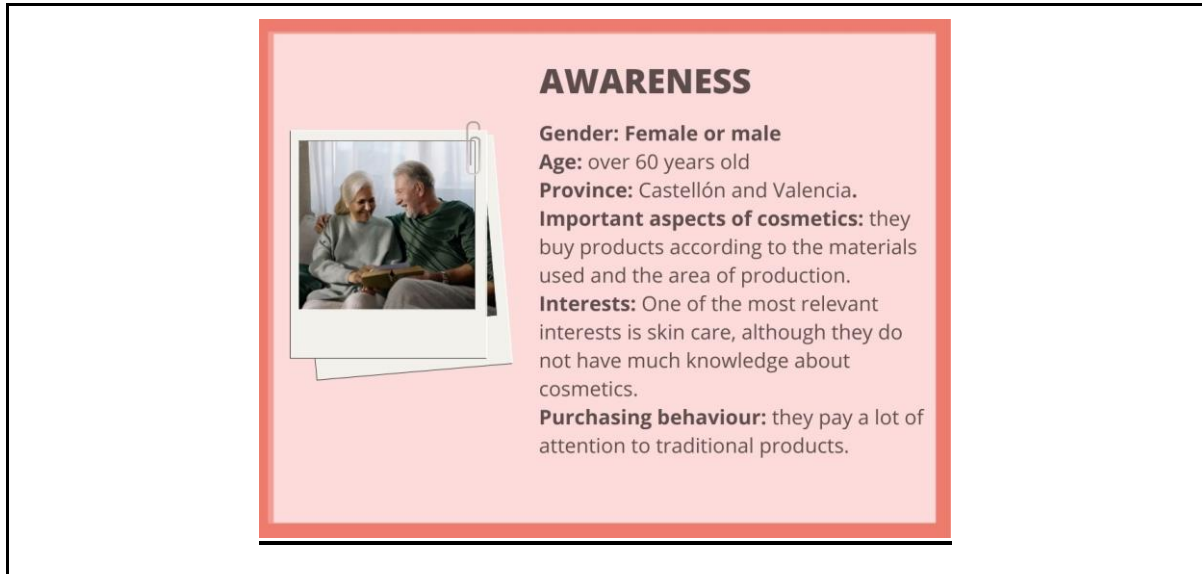 AWARENESS
Gender: Female or male
Age: over 60 years old
Province: Castellón and Valencia.
Important aspects of cosmetics: they
buy products according to the materials
used and the area of production.
Interests: One of the most relevant
interests is skin care, although they do
not have much knowledge about
cosmetics.
Purchasing behaviour: they pay a lot of
attention to traditional products.